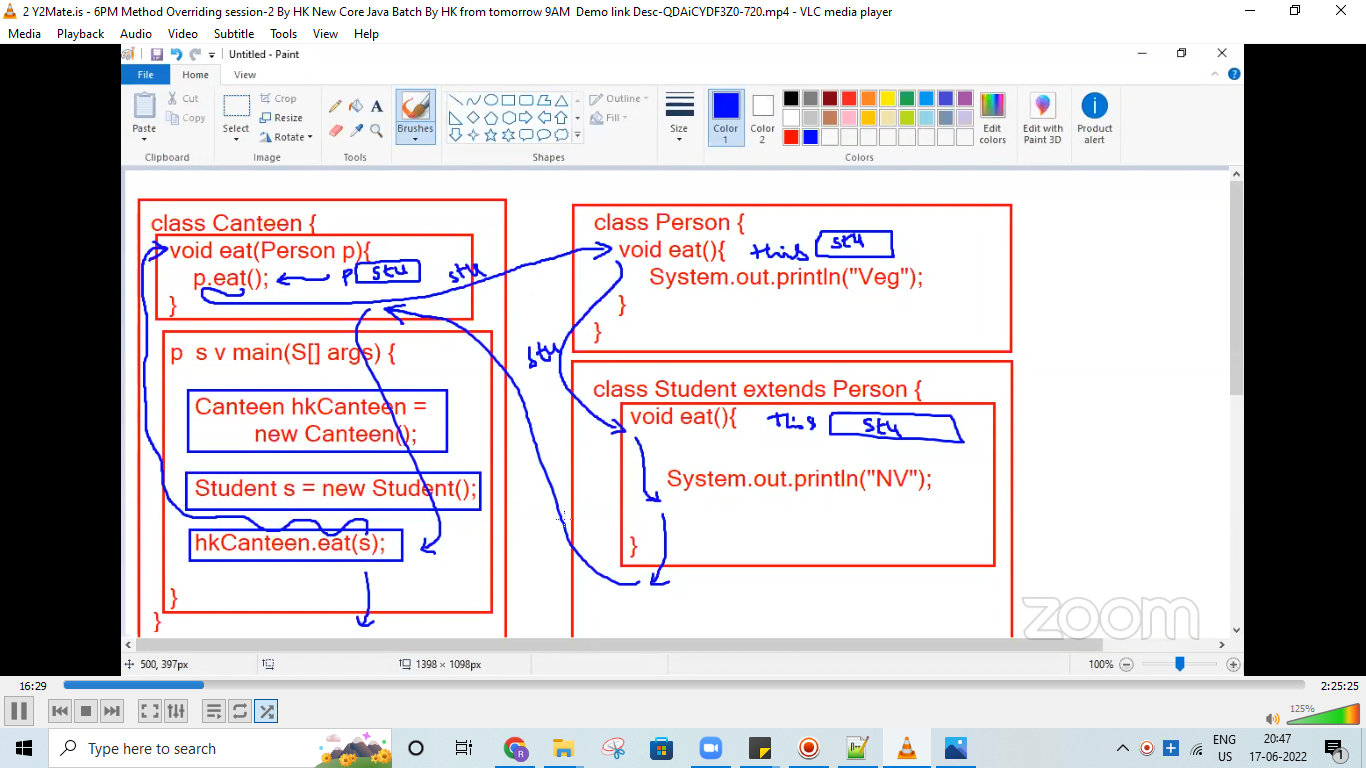 2 Y2Mate.is - 6PM Method Overriding session-2 By HK New Core Java Batch By HK from tomorrow 9AM  Demo link Desc-QDAiCYDF3Z0-720.mp4 - VLC media player
Media Playback Audio Video Subtitle Tools View Help
Untitled - Paint
File Home View
Paste Cut Copy Clipboard
Select Crop Resize Rotate Image
Tools
Brushes
Shapes Outline Fill
Size
Color 1 Color 2 Colors
Edit colors
Edit with Paint 3D
Product alert
class Canteen {
void eat(Person p){
p.eat(); p stu stu
}
p s v main(S[] args) {
Canteen hkCanteen =
new Canteen();
Student s = new Student();
hkCanteen.eat(s);
}
}
class Person {
void eat(){ this stu
System.out.println("Veg");
}
}
stu
class Student extends Person {
void eat(){ this stu
System.out.println("NV");
}
zoom
500, 397px 1398 × 1098px 100%
16:29 2:25:25
125%
Type here to search
ENG US
20:47
17-06-2022
1